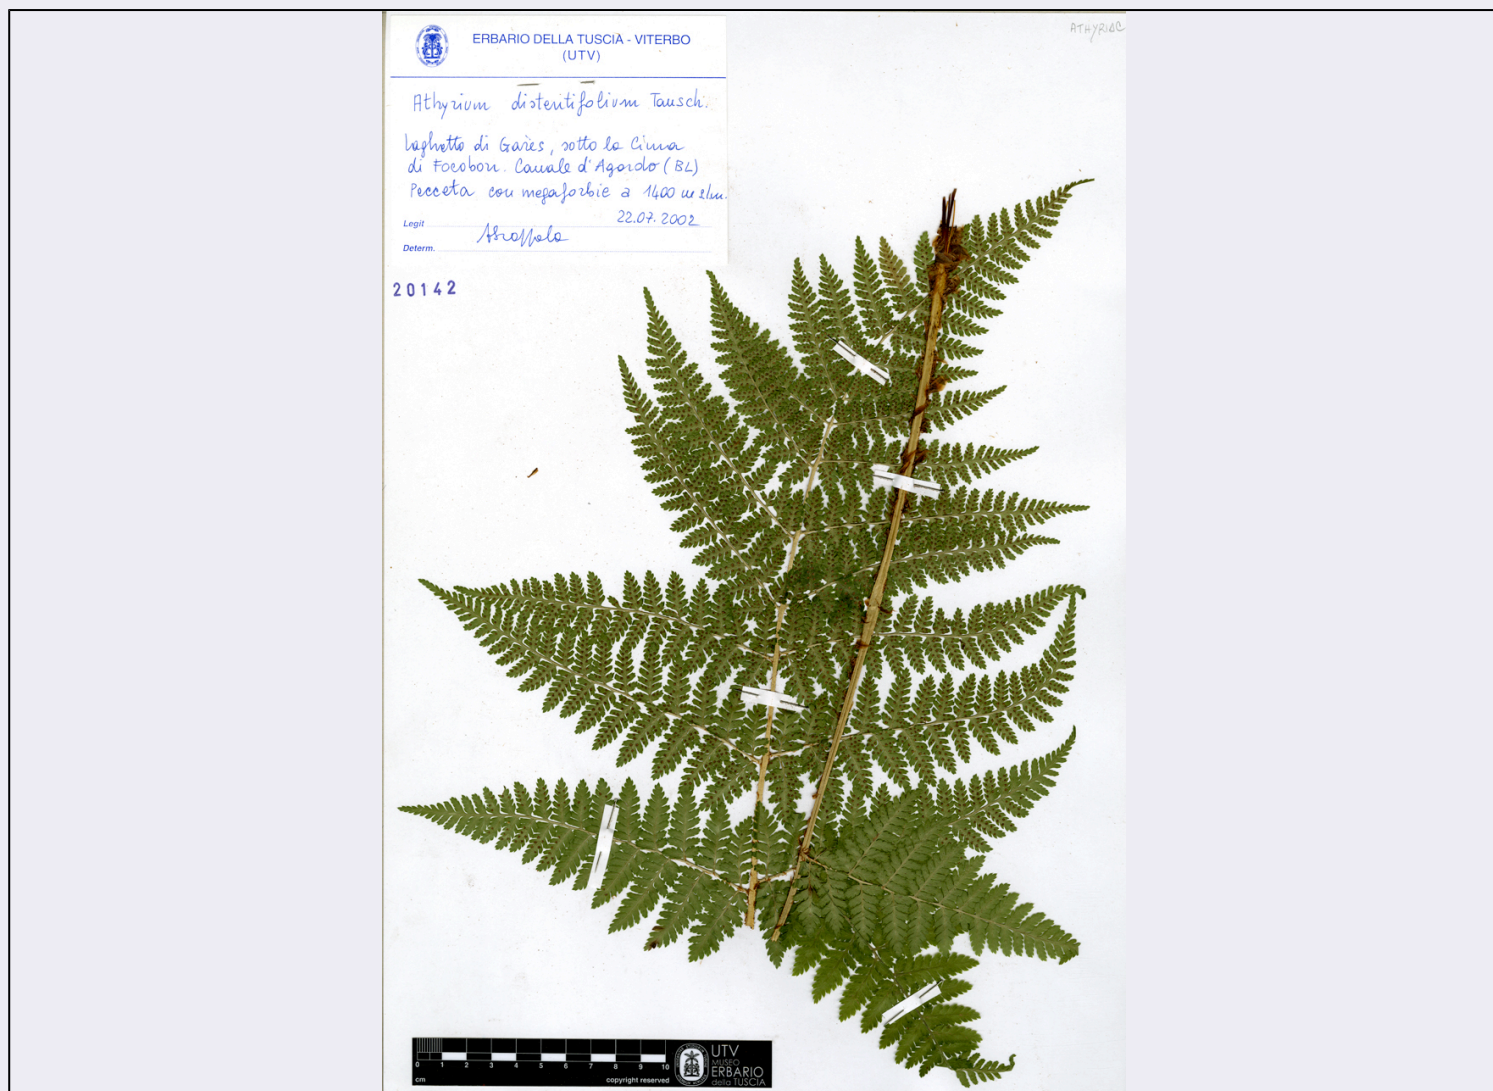 ERBARIO DELLA TUSCIA - VITERBO
(UTV)
ATHYRIAC
Athyrium distentifolium Tausch.
Laghetto di Gares, sotto la Cima
di Focobon. Canale d'Agordo (BL)
Pecceta con megaforbie a 1400 m s/m.
22.07.2002
Legit
Determ.
20142
0 1 2 3 4 5 6 7 8 9 10
cm
copyright reserved
UTV
MUSEO
ERBARIO
della TUSCIA